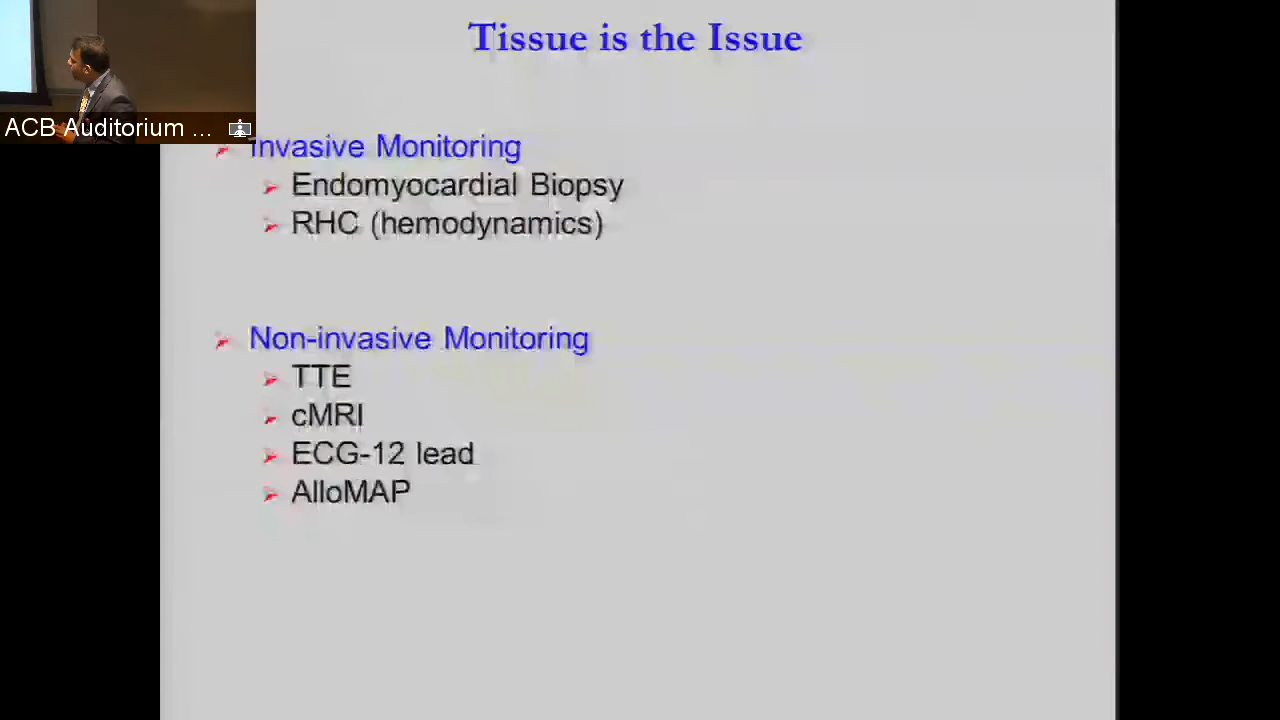 Tissue is the Issue
ACB Auditorium ...
Invasive Monitoring
Endomyocardial Biopsy
RHC (hemodynamics)
Non-invasive Monitoring
TTE
cMRI
ECG-12 lead
AlloMAP